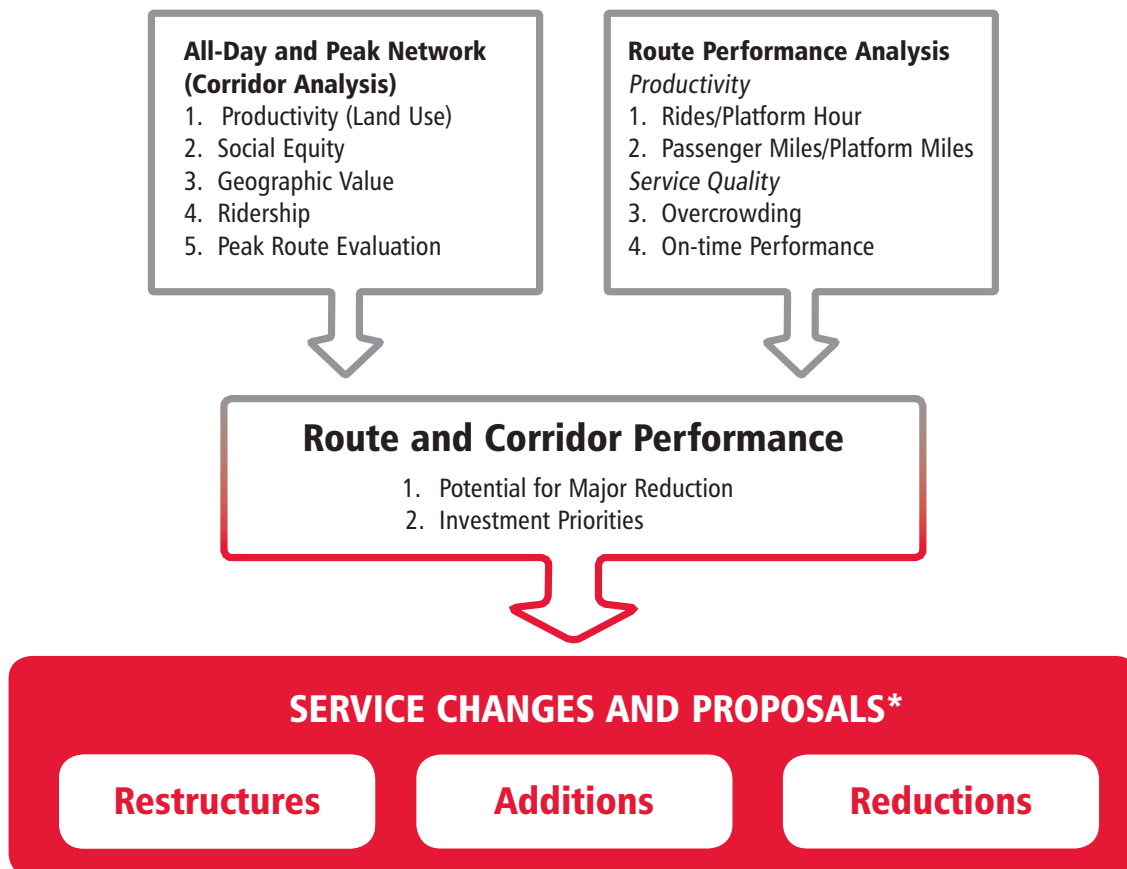 All-Day and Peak Network
(Corridor Analysis)
1. Productivity (Land Use)
2. Social Equity
3. Geographic Value
4. Ridership
5. Peak Route Evaluation
Route Performance Analysis
Productivity
1. Rides/Platform Hour
2. Passenger Miles/Platform Miles
Service Quality
3. Overcrowding
4. On-time Performance
Route and Corridor Performance
1. Potential for Major Reduction
2. Investment Priorities
SERVICE CHANGES AND PROPOSALS*
Restructures
Additions
Reductions